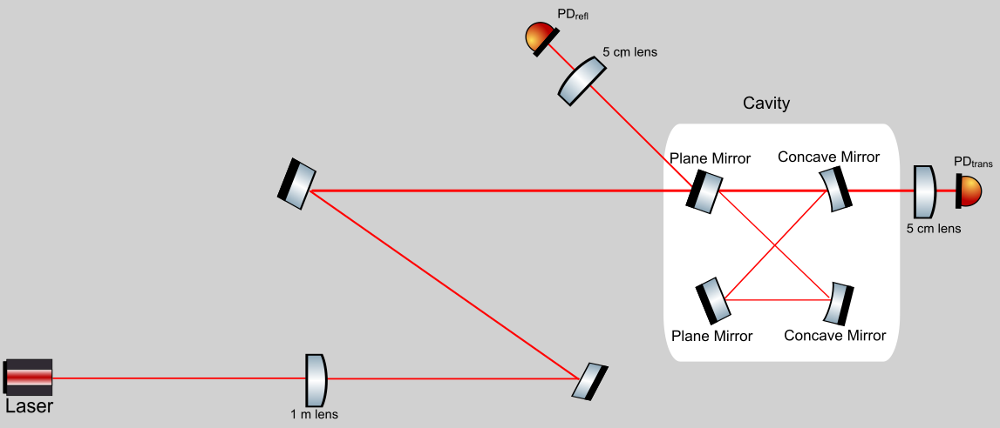 PDrefl
5 cm lens
Cavity
Plane Mirror
Concave Mirror
PDtrans
5 cm lens
Plane Mirror
Concave Mirror
Laser
1 m lens